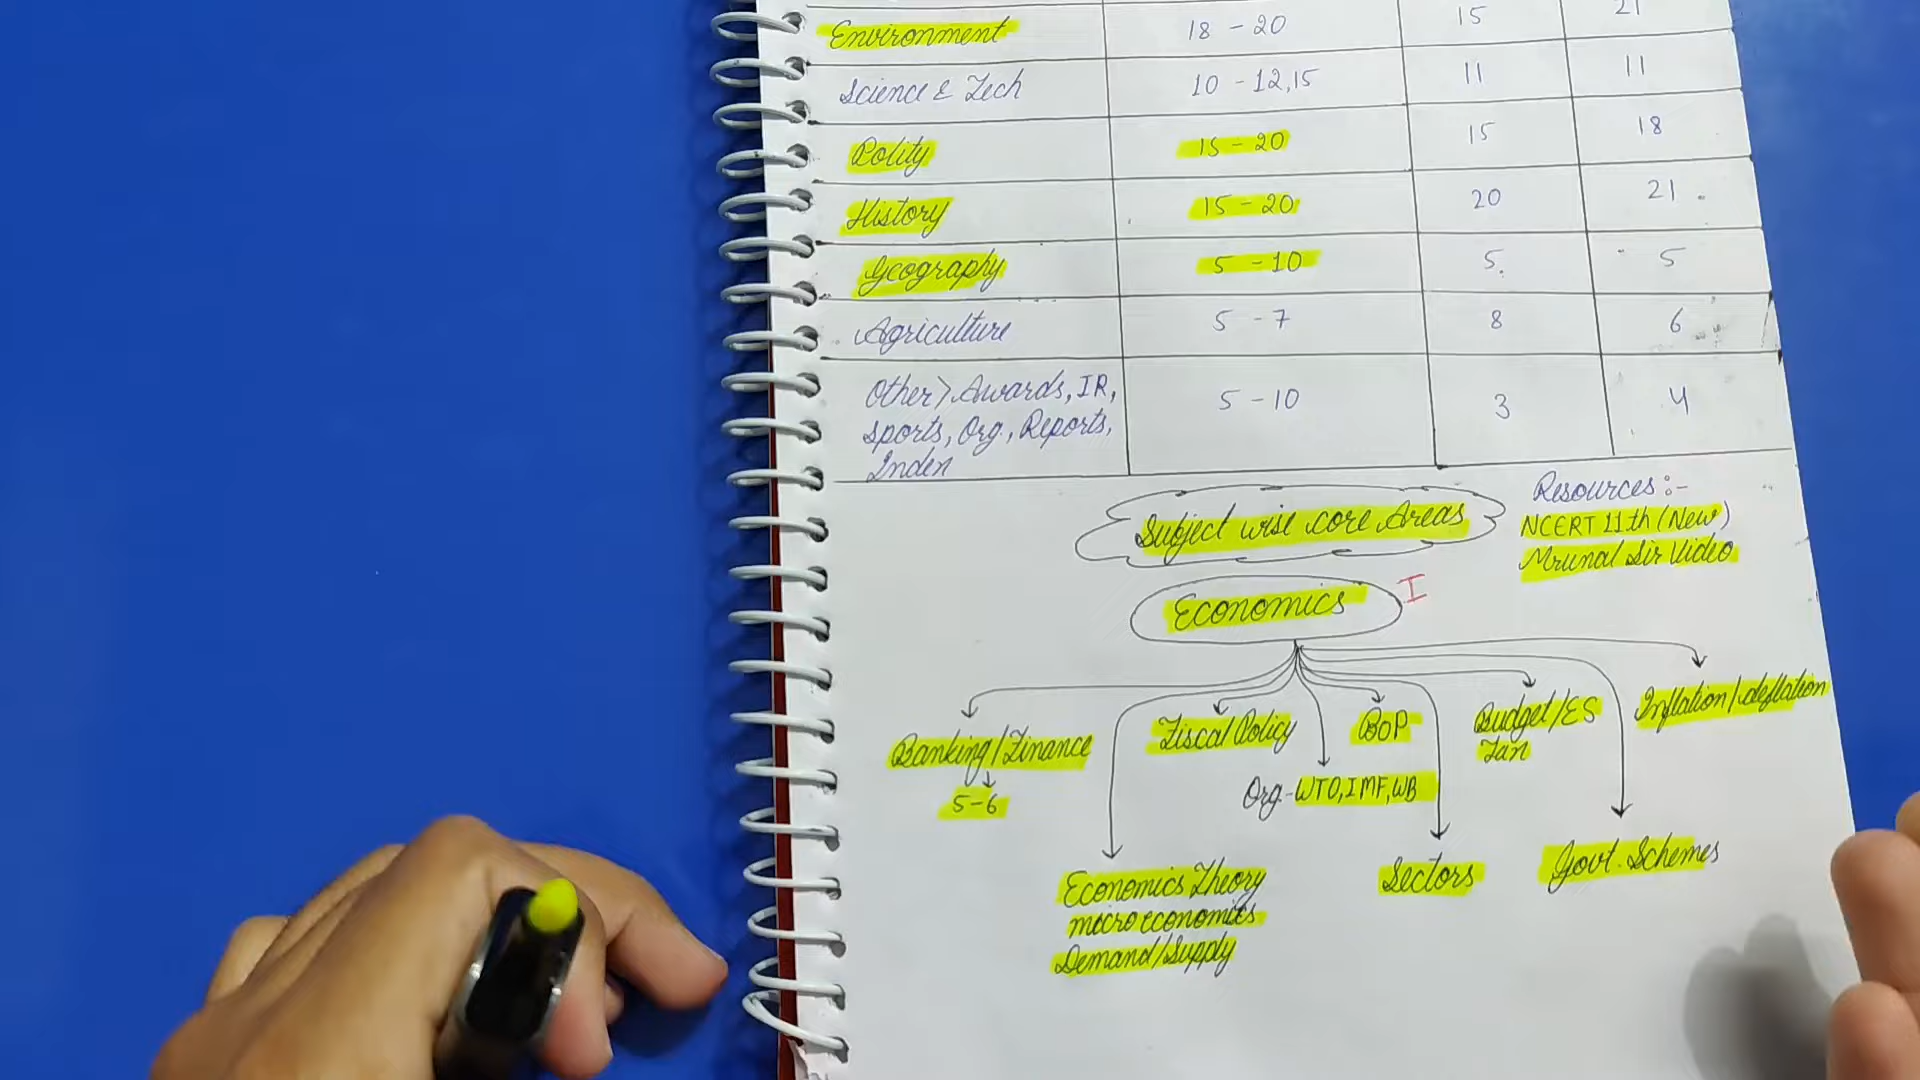 Environment 18 - 20 15 21
Science & Tech 10 - 12,15 11 11
Polity 15 - 20 15 18
History 15 - 20 20 21
Geography 5 - 10 5 5
Agriculture 5 - 7 8 6
Other > Awards, IR, 5 - 10 3 4
Sports, Org., Reports,
Inden
Resources :-
Subject wise core Areas
NCERT 11th (New)
Mrunal Sir Video
Economics I
Banking/Finance
5-6
Fiscal Policy
BOP
Budget/ES
Jan
Inflation/deflation
Org.- WTO, IMF, WB
Economics Theory
micro economics
Demand/Supply
Sectors
Govt. Schemes